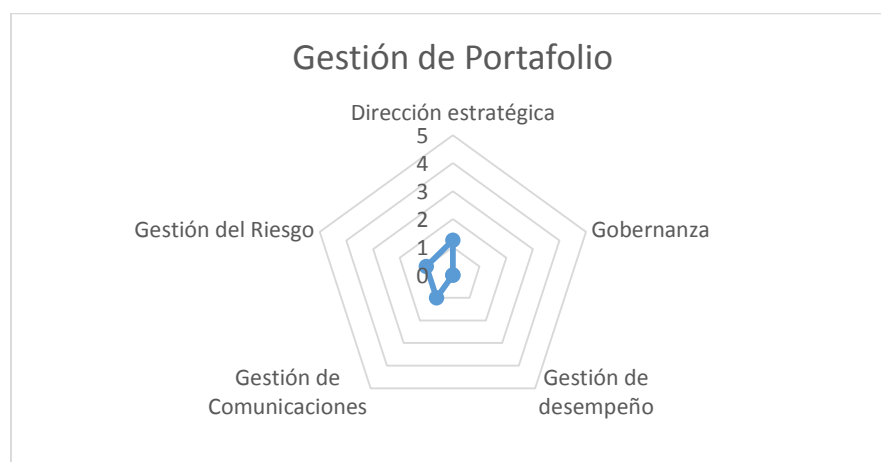 Gestión de Portafolio
Dirección estratégica
5
4
3
2
1
0
Gestión del Riesgo
Gobernanza
Gestión de
Comunicaciones
Gestión de
desempeño